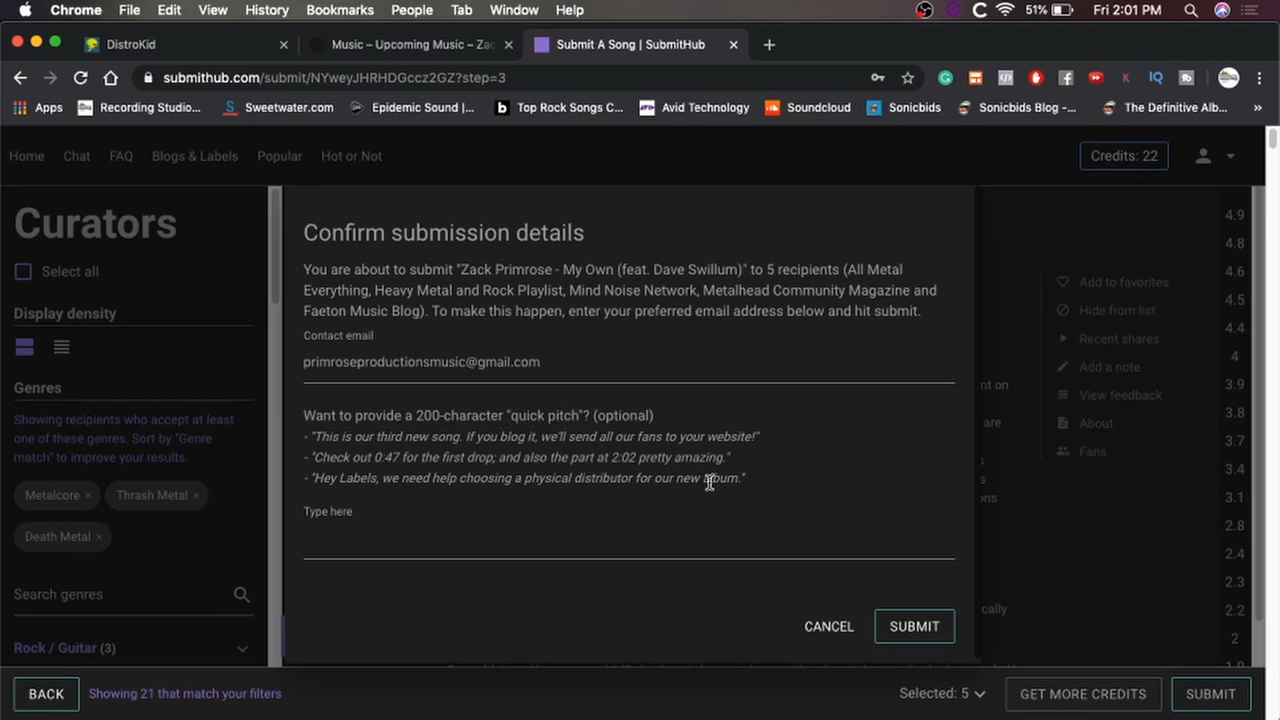 Chrome File Edit View History Bookmarks People Tab Window Help 51% Fri 2:01 PM
DistroKid Music – Upcoming Music – Zac Submit A Song | SubmitHub
submithub.com/submit/NYweyJHRHDGccz2GZ?step=3
Apps Recording Studio... Sweetwater.com Epidemic Sound |... Top Rock Songs C... Avid Technology Soundcloud Sonicbids Sonicbids Blog -... The Definitive Alb... »
Home Chat FAQ Blogs & Labels Popular Hot or Not Credits: 22
Curators
Select all
Display density
Genres
Showing recipients who accept at least
one of these genres. Sort by "Genre
match" to improve your results.
Metalcore × Thrash Metal ×
Death Metal ×
Search genres
Rock / Guitar (3)
Confirm submission details
You are about to submit "Zack Primrose - My Own (feat. Dave Swillum)" to 5 recipients (All Metal
Everything, Heavy Metal and Rock Playlist, Mind Noise Network, Metalhead Community Magazine and
Faeton Music Blog). To make this happen, enter your preferred email address below and hit submit.
Contact email
primroseproductionsmusic@gmail.com
Want to provide a 200-character "quick pitch"? (optional)
- "This is our third new song. If you blog it, we'll send all our fans to your website!"
- "Check out 0:47 for the first drop; and also the part at 2:02 pretty amazing."
- "Hey Labels, we need help choosing a physical distributor for our new album."
Type here
CANCEL SUBMIT
Add to favorites
Hide from list
Recent shares
Add a note
View feedback
About
Fans
ent on
are
s
ns
ically
4.9
4.8
4.6
4.5
4.4
4
3.9
3.8
3.7
3.4
3.1
2.8
2.4
2.3
2.2
2
BACK Showing 21 that match your filters Selected: 5 GET MORE CREDITS SUBMIT